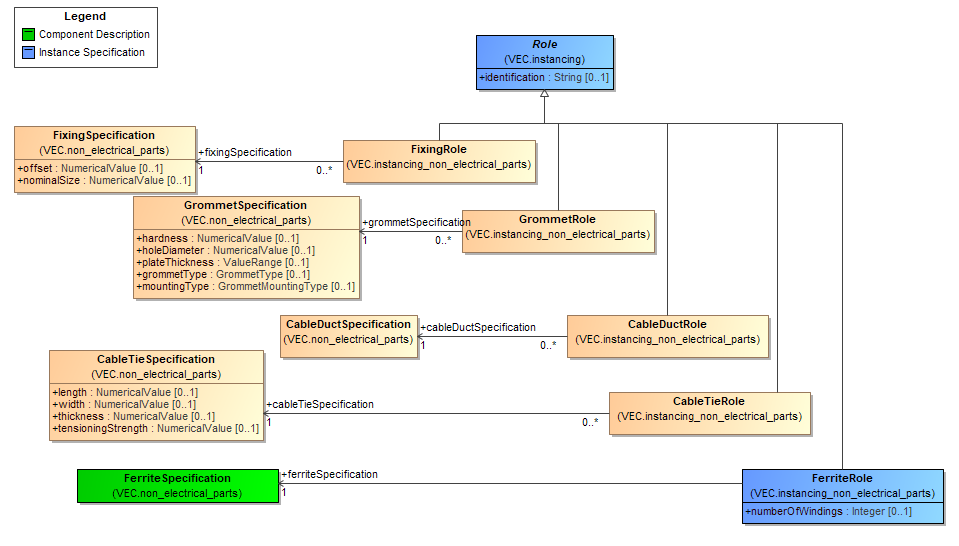 Legend
Component Description
Instance Specification
Role
(VEC.instancing)
+identification : String [0..1]
FixingSpecification
(VEC.non_electrical_parts)
+offset : NumericalValue [0..1]
+nominalSize : NumericalValue [0..1]
+fixingSpecification
1
0..*
FixingRole
(VEC.instancing_non_electrical_parts)
GrommetSpecification
(VEC.non_electrical_parts)
+hardness : NumericalValue [0..1]
+holeDiameter : NumericalValue [0..1]
+plateThickness : ValueRange [0..1]
+grommetType : GrommetType [0..1]
+mountingType : GrommetMountingType [0..1]
+grommetSpecification
1
0..*
GrommetRole
(VEC.instancing_non_electrical_parts)
CableDuctSpecification
(VEC.non_electrical_parts)
+cableDuctSpecification
1
0..*
CableDuctRole
(VEC.instancing_non_electrical_parts)
CableTieSpecification
(VEC.non_electrical_parts)
+length : NumericalValue [0..1]
+width : NumericalValue [0..1]
+thickness : NumericalValue [0..1]
+tensioningStrength : NumericalValue [0..1]
+cableTieSpecification
1
0..*
CableTieRole
(VEC.instancing_non_electrical_parts)
FerriteSpecification
(VEC.non_electrical_parts)
+ferriteSpecification
1
FerriteRole
(VEC.instancing_non_electrical_parts)
+numberOfWindings : Integer [0..1]